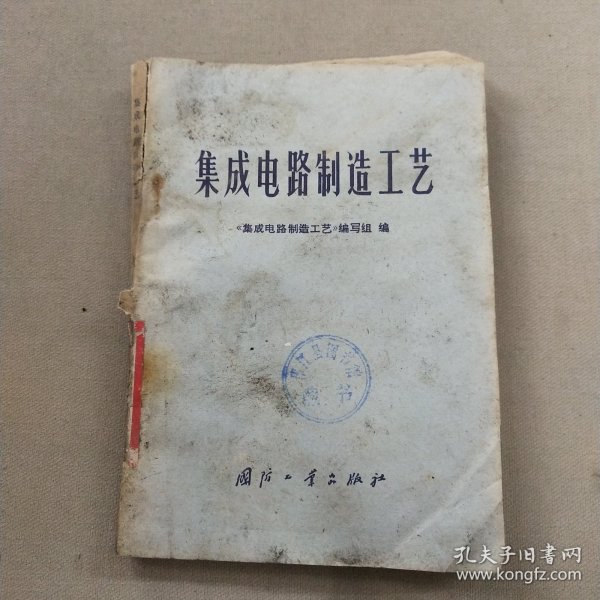 集成电路制造工艺
《集成电路制造工艺》编写组 编
国防工业出版社
孔夫子旧书网
www.kongfz.com